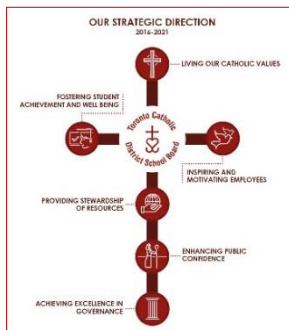 OUR STRATEGIC DIRECTION
2016-2021
LIVING OUR CATHOLIC VALUES
FOSTERING STUDENT
ACHIEVEMENT AND WELL BEING
Toronto Catholic
District School Board
INSPIRING AND
MOTIVATING EMPLOYEES
PROVIDING STEWARDSHIP
OF RESOURCES
ENHANCING PUBLIC
CONFIDENCE
ACHIEVING EXCELLENCE IN
GOVERNANCE